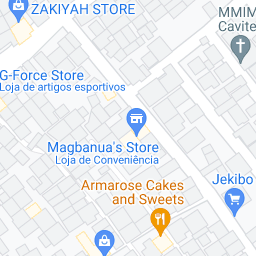 ZAKIYAH STORE
MMIM
Cavite
G-Force Store
Loja de artigos esportivos
Magbanua's Store
Loja de Conveniência
Armarose Cakes
and Sweets
Jekibo